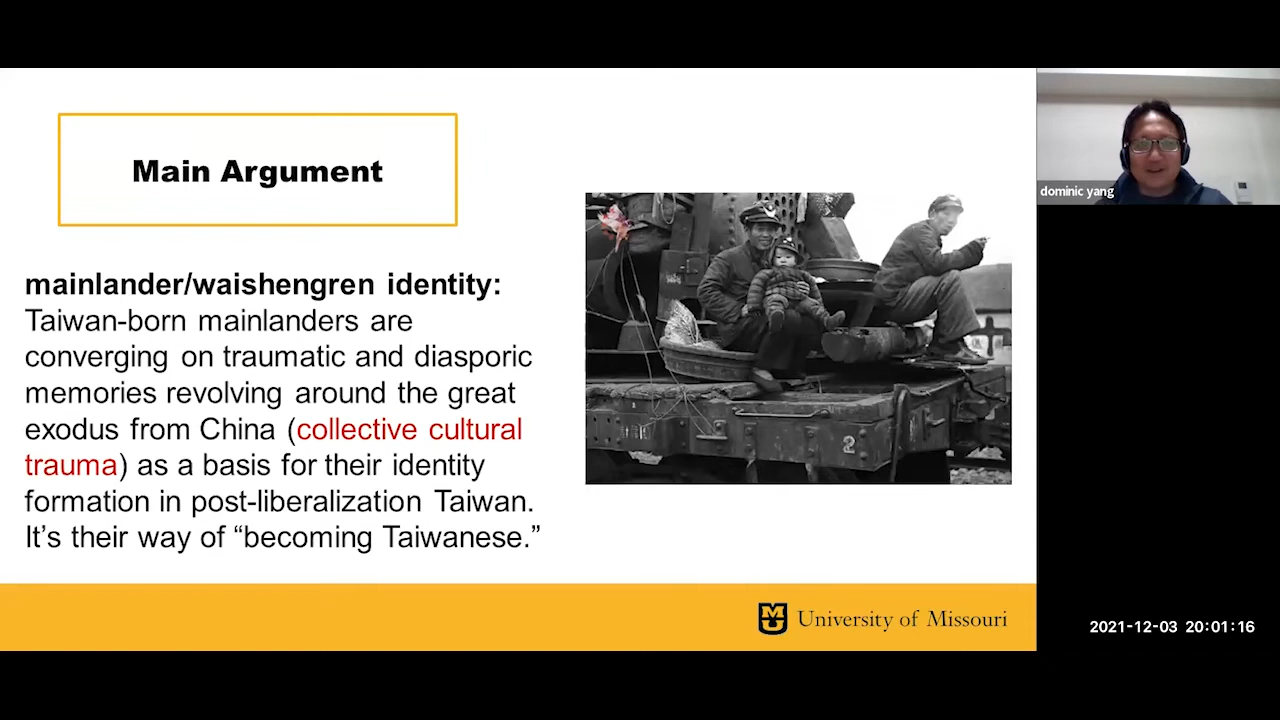 Main Argument
mainlander/waishengren identity:
Taiwan-born mainlanders are
converging on traumatic and diasporic
memories revolving around the great
exodus from China (collective cultural
trauma) as a basis for their identity
formation in post-liberalization Taiwan.
It’s their way of “becoming Taiwanese.”
2
University of Missouri
dominic yang
2021-12-03 20:01:16